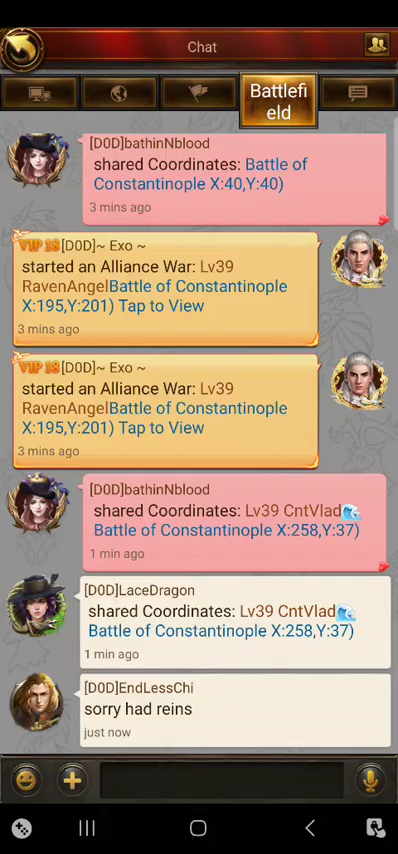 Chat
Battlefi
eld
[D0D]bathinNblood
shared Coordinates: Battle of
Constantinople X:40,Y:40)
3 mins ago
VIP 18 [D0D]~ Exo ~
started an Alliance War: Lv39
RavenAngelBattle of Constantinople
X:195,Y:201) Tap to View
3 mins ago
VIP 18 [D0D]~ Exo ~
started an Alliance War: Lv39
RavenAngelBattle of Constantinople
X:195,Y:201) Tap to View
3 mins ago
[D0D]bathinNblood
shared Coordinates: Lv39 CntVlad🌊
Battle of Constantinople X:258,Y:37)
1 min ago
[D0D]LaceDragon
shared Coordinates: Lv39 CntVlad🌊
Battle of Constantinople X:258,Y:37)
1 min ago
[D0D]EndLessChi
sorry had reins
just now